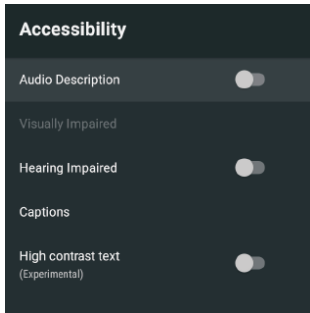 Accessibility
Audio Description
Visually Impaired
Hearing Impaired
Captions
High contrast text
(Experimental)